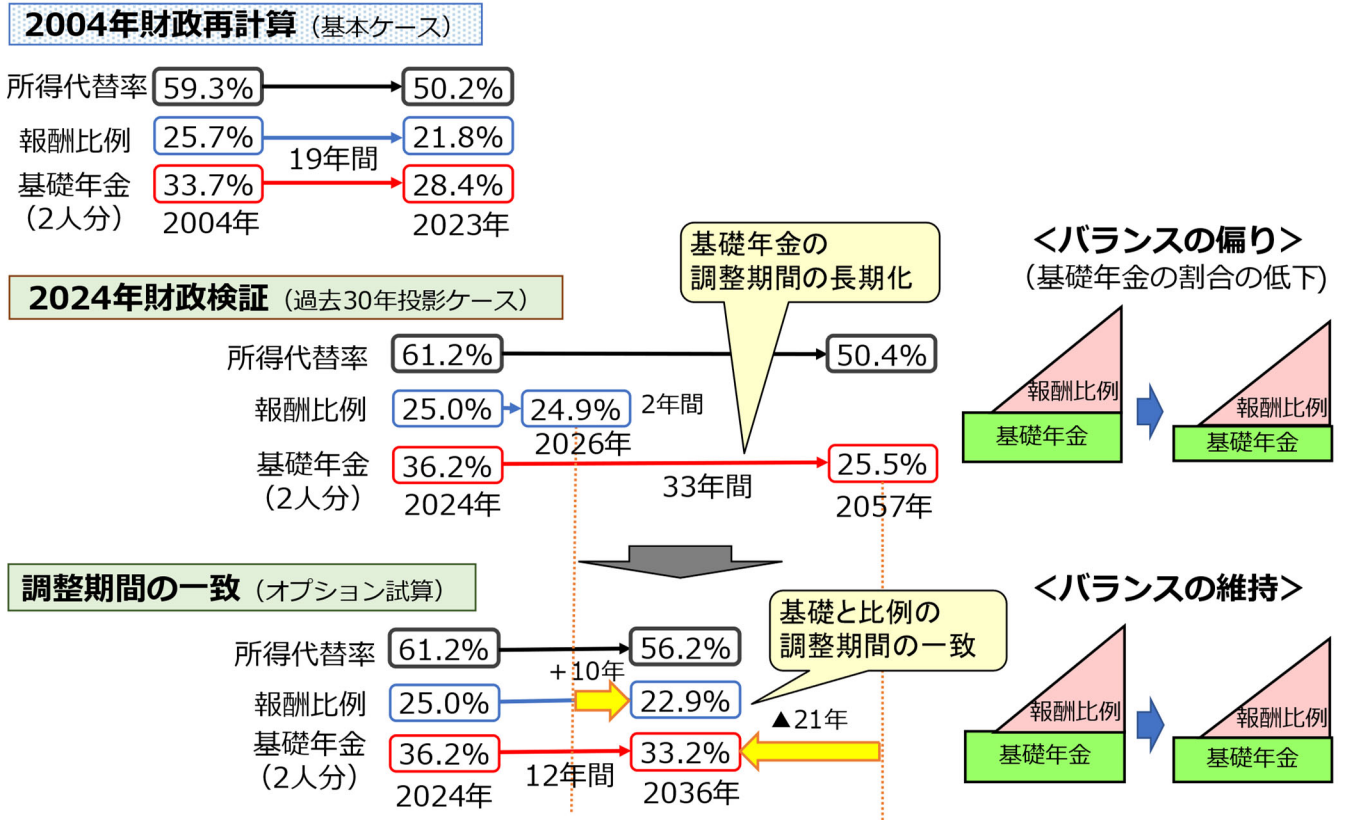 2004年財政再計算（基本ケース）
所得代替率 59.3% 50.2%
報酬比例 25.7% 21.8%
19年間
基礎年金 33.7% 28.4%
（2人分） 2004年 2023年
2024年財政検証（過去30年投影ケース）
基礎年金の
調整期間の長期化
所得代替率 61.2% 50.4%
報酬比例 25.0% 24.9% 2年間
2026年
基礎年金 36.2% 25.5%
（2人分） 2024年 33年間 2057年
＜バランスの偏り＞
（基礎年金の割合の低下)
報酬比例 報酬比例
基礎年金 基礎年金
調整期間の一致（オプション試算）
基礎と比例の
調整期間の一致
所得代替率 61.2% 56.2%
＋10年
報酬比例 25.0% 22.9%
▲21年
基礎年金 36.2% 33.2%
（2人分） 12年間
2024年 2036年
＜バランスの維持＞
報酬比例 報酬比例
基礎年金 基礎年金